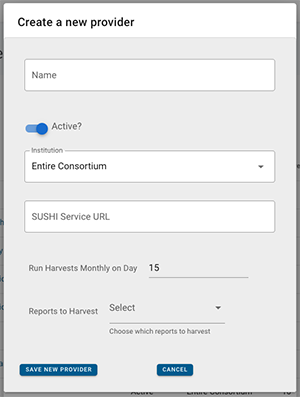 Create a new provider
Name
Active?
Institution
Entire Consortium
SUSHI Service URL
Run Harvests Monthly on Day 15
Reports to Harvest Select
Choose which reports to harvest
SAVE NEW PROVIDER CANCEL
Active Entire Consortium